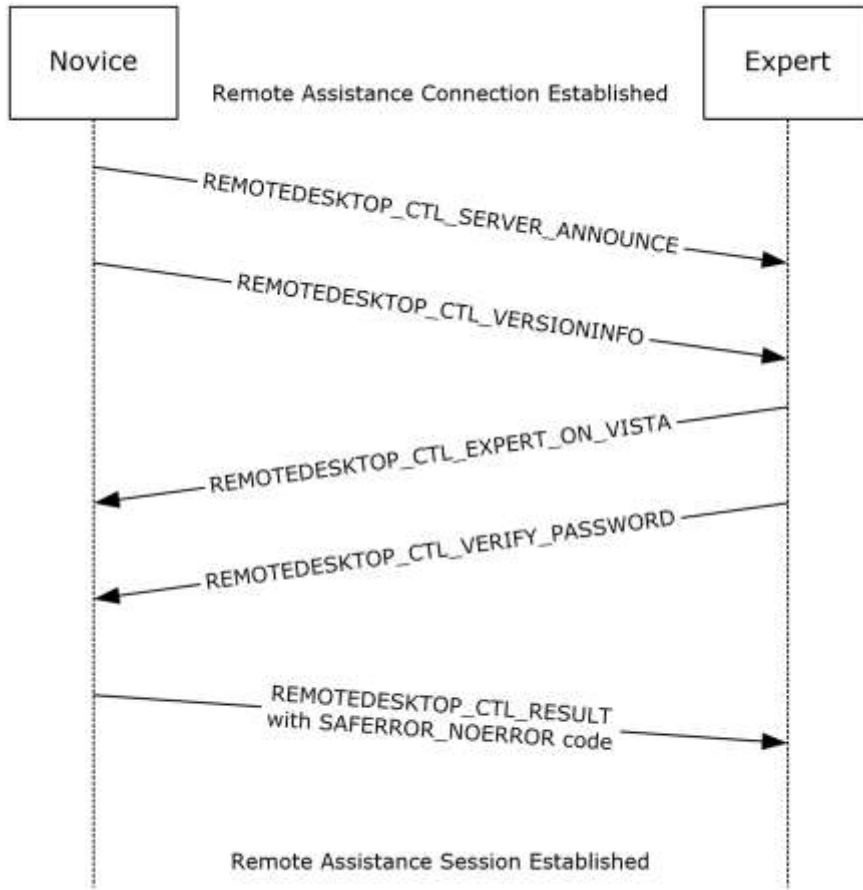 Novice
Expert
Remote Assistance Connection Established
REMOTEDESKTOP_CTL_SERVER_ANNOUNCE
REMOTEDESKTOP_CTL_VERSIONINFO
REMOTEDESKTOP_CTL_EXPERT_ON_VISTA
REMOTEDESKTOP_CTL_VERIFY_PASSWORD
REMOTEDESKTOP_CTL_RESULT
with SAFERROR_NOERROR code
Remote Assistance Session Established